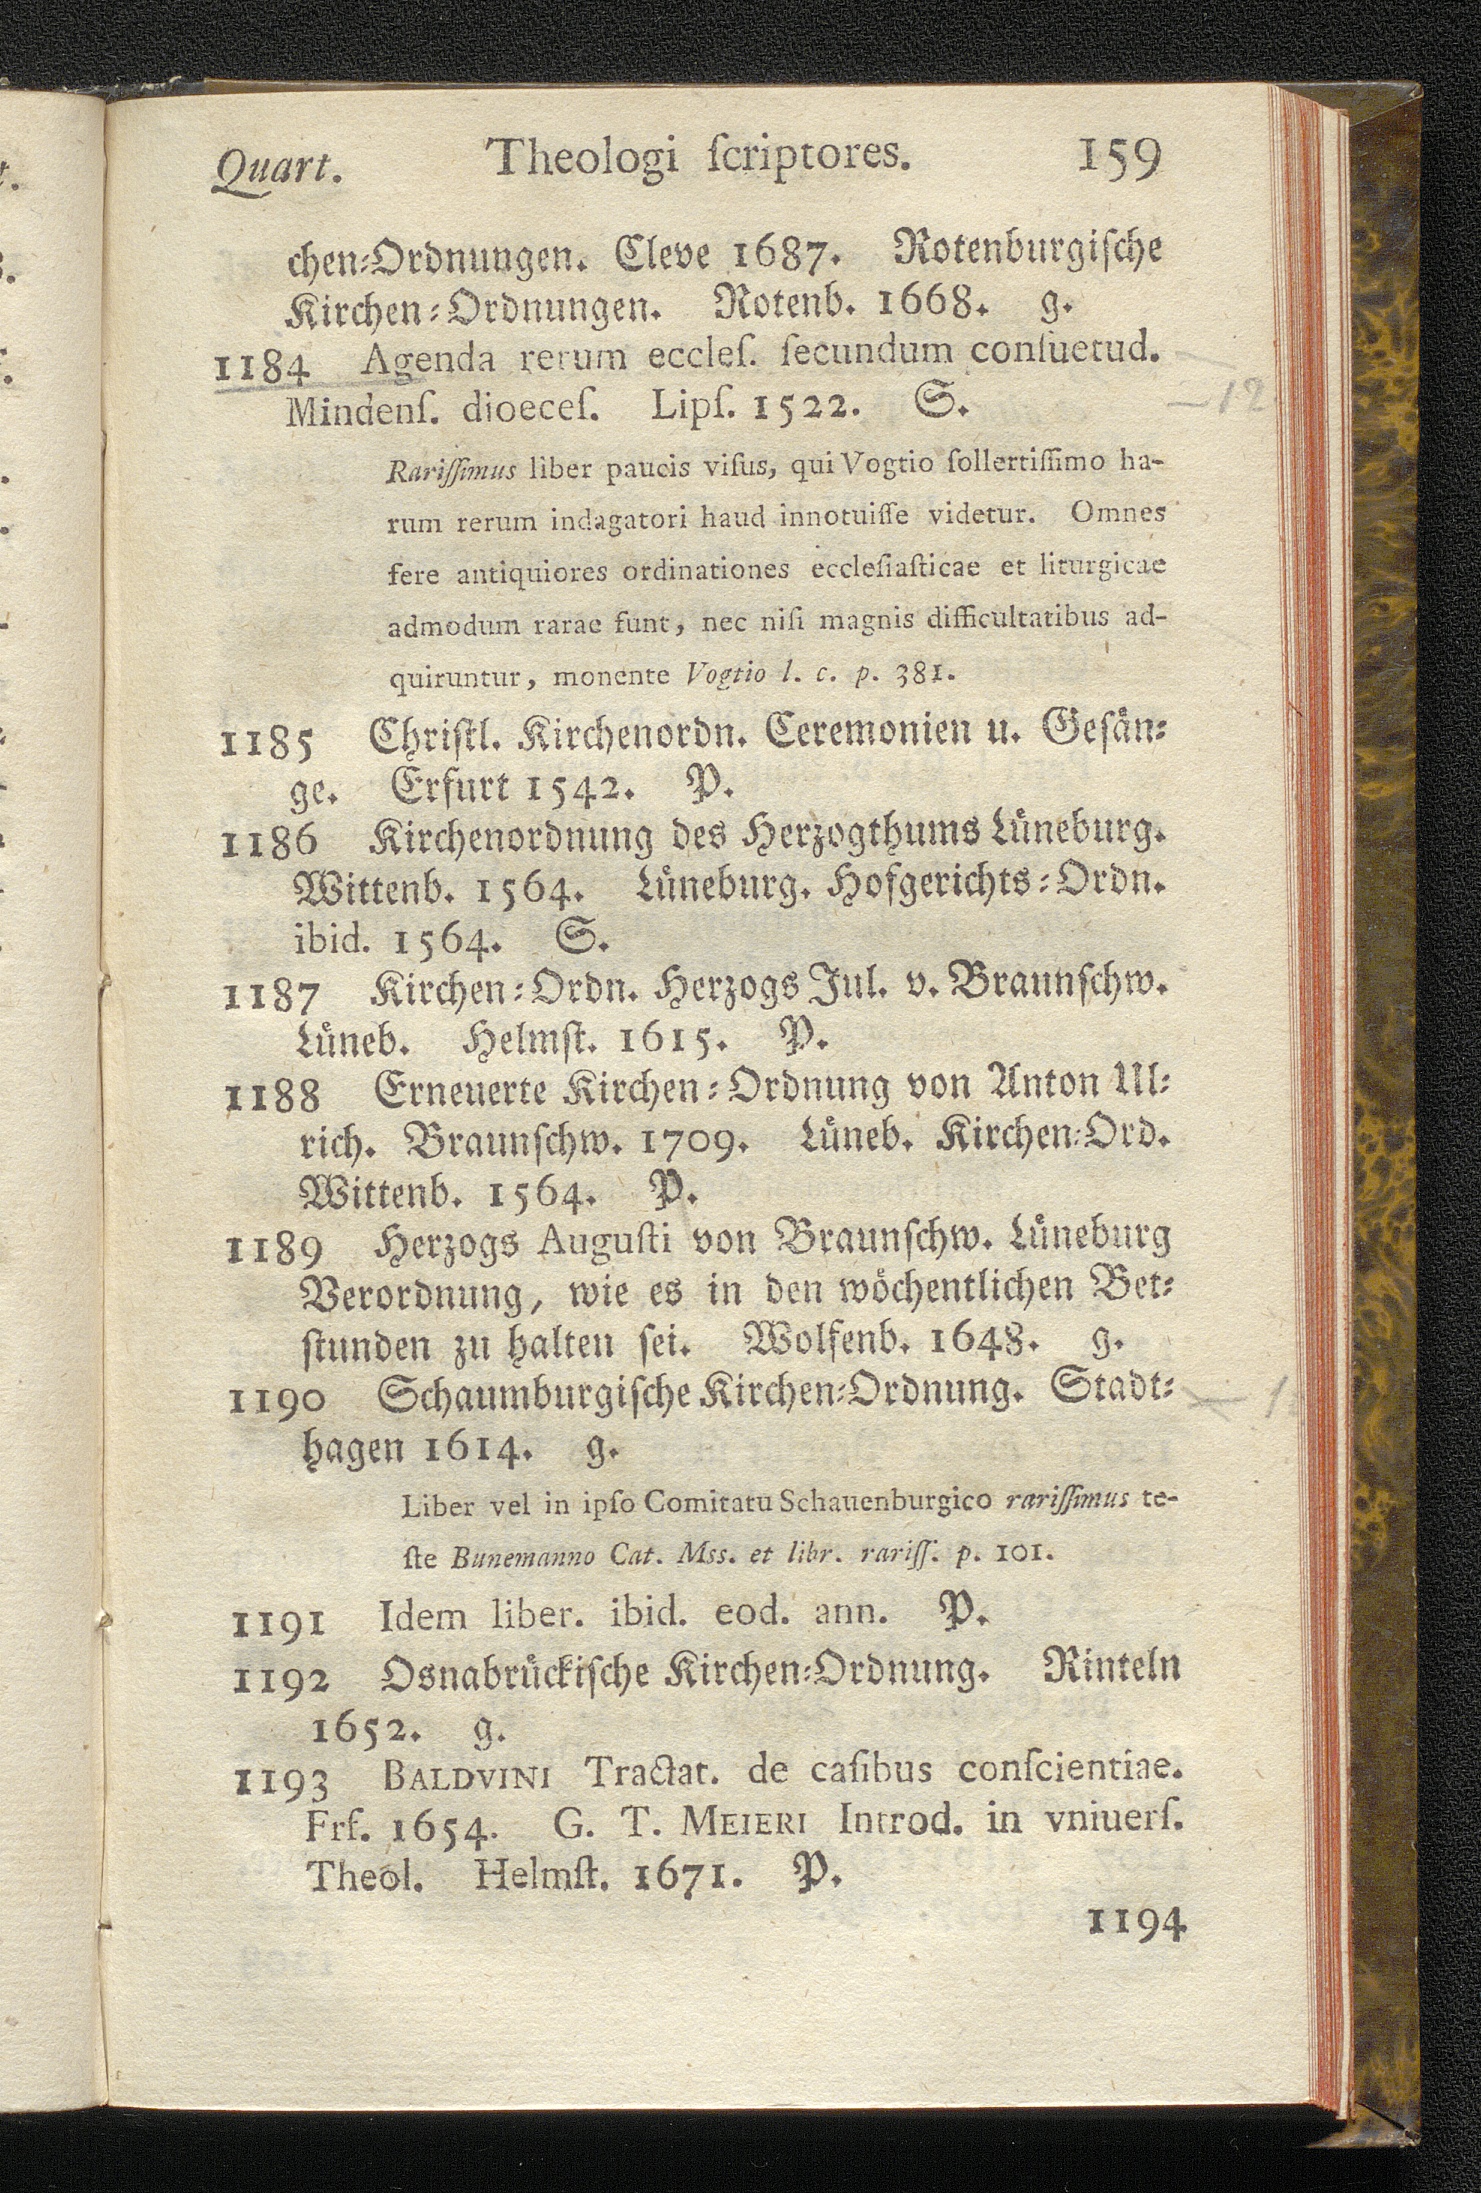 Quart. Theologi ſcriptores. 159
chen-Ordnungen. Cleve 1687. Rotenburgiſche
Kirchen-Ordnungen. Rotenb. 1668. g.
1184 Agenda rerum eccleſ. ſecundum conſuetud.
Mindenſ. dioeceſ. Lipſ. 1522. S.
— 12
Rariſſimus liber paucis viſus, qui Vogtio ſollertiſſimo ha-
rum rerum indagatori haud innotuiſſe videtur. Omnes
fere antiquiores ordinationes eccleſiaſticae et liturgicae
admodum rarae ſunt, nec niſi magnis difficultatibus ad-
quiruntur, monente Vogtio l. c. p. 381.
1185 Chriſtl. Kirchenordn. Ceremonien u. Geſän-
ge. Erfurt 1542. P.
1186 Kirchenordnung des Herzogthums Lüneburg.
Wittenb. 1564. Lüneburg. Hofgerichts-Ordn.
ibid. 1564. S.
1187 Kirchen-Ordn. Herzogs Jul. v. Braunſchw.
Lüneb. Helmſt. 1615. P.
1188 Erneuerte Kirchen-Ordnung von Anton Ul-
rich. Braunſchw. 1709. Lüneb. Kirchen-Ord.
Wittenb. 1564. P.
1189 Herzogs Auguſti von Braunſchw. Lüneburg
Verordnung, wie es in den wöchentlichen Bet-
ſtunden zu halten ſei. Wolfenb. 1648. g.
1190 Schaumburgiſche Kirchen-Ordnung. Stadt-
hagen 1614. g.
Liber vel in ipſo Comitatu Schauenburgico rariſſimus te-
ſte Bunemanno Cat. Mss. et libr. rariſſ. p. 101.
1191 Idem liber. ibid. eod. ann. P.
1192 Osnabrückiſche Kirchen-Ordnung. Rinteln
1652. g.
1193 BALDVINI Tractat. de caſibus conſcientiae.
Frf. 1654. G. T. MEIERI Introd. in vniuerſ.
Theol. Helmſt. 1671. P.
1194